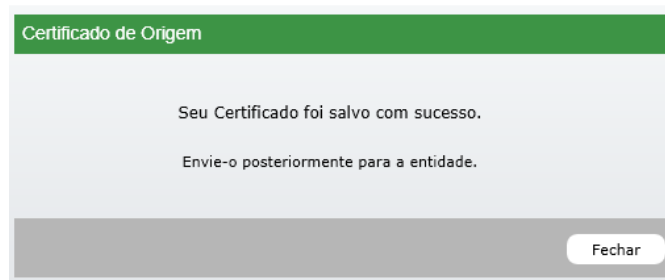 Certificado de Origem
Seu Certificado foi salvo com sucesso.
Envie-o posteriormente para a entidade.
Fechar